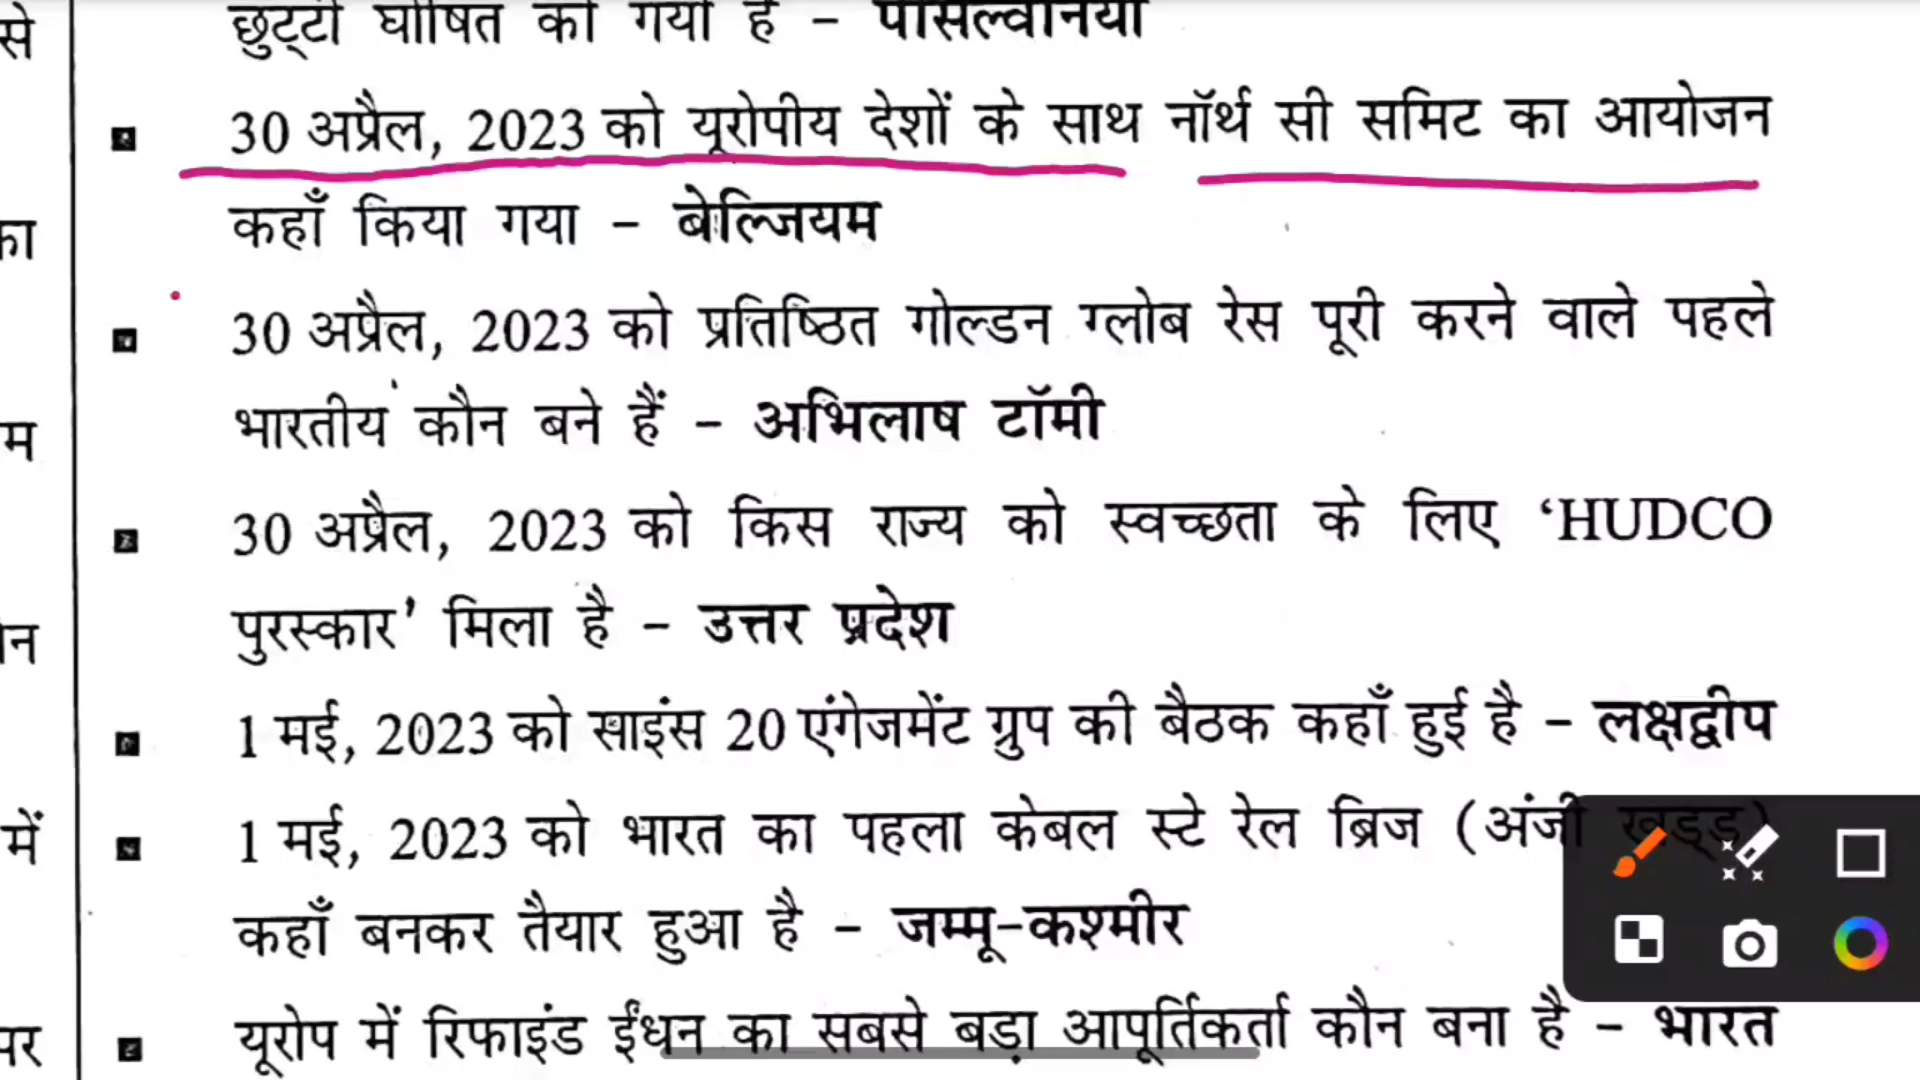 से
छुट्टी घोषित की गयी है – पेंसिल्वेनिया
30 अप्रैल, 2023 को यूरोपीय देशों के साथ नॉर्थ सी समिट का आयोजन
का
कहाँ किया गया – बेल्जियम
30 अप्रैल, 2023 को प्रतिष्ठित गोल्डन ग्लोब रेस पूरी करने वाले पहले
म
भारतीय कौन बने हैं – अभिलाष टॉमी
30 अप्रैल, 2023 को किस राज्य को स्वच्छता के लिए ‘HUDCO
न
पुरस्कार’ मिला है – उत्तर प्रदेश
1 मई, 2023 को साइंस 20 एंगेजमेंट ग्रुप की बैठक कहाँ हुई है – लक्षद्वीप
में
1 मई, 2023 को भारत का पहला केबल स्टे रेल ब्रिज (अंजी खड्ड)
कहाँ बनकर तैयार हुआ है – जम्मू-कश्मीर
पर
यूरोप में रिफाइंड ईंधन का सबसे बड़ा आपूर्तिकर्ता कौन बना है – भारत